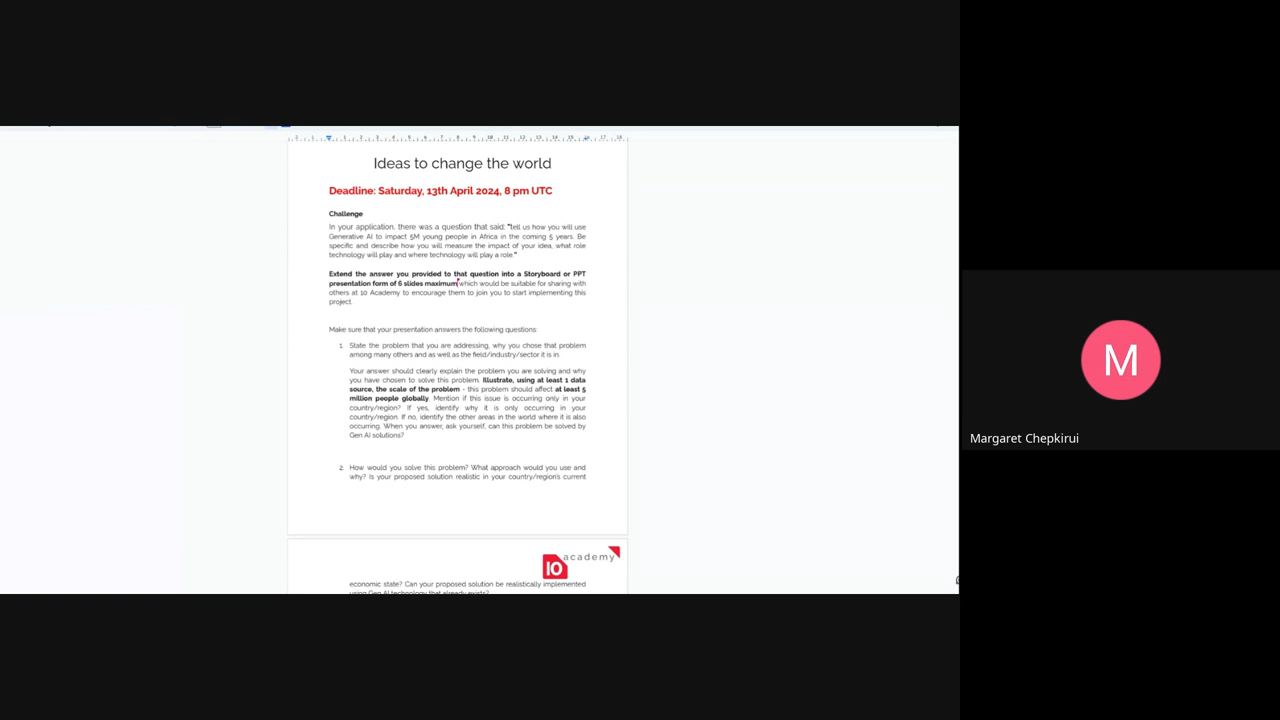 Ideas to change the world
Deadline: Saturday, 13th April 2024, 8 pm UTC
Challenge
In your application, there was a question that said: "tell us how you will use
Generative AI to impact 5M young people in Africa in the coming 5 years. Be
specific and describe how you will measure the impact of your idea, what role
technology will play and where technology will play a role."
Extend the answer you provided to that question into a Storyboard or PPT
presentation form of 6 slides maximum which would be suitable for sharing with
others at 10 Academy to encourage them to join you to start implementing this
project.
Make sure that your presentation answers the following questions:
1. State the problem that you are addressing, why you chose that problem
among many others and as well as the field/industry/sector it is in.
Your answer should clearly explain the problem you are solving and why
you have chosen to solve this problem. Illustrate, using at least 1 data
source, the scale of the problem - this problem should affect at least 5
million people globally. Mention if this issue is occurring only in your
country/region? If yes, identify why it is only occurring in your
country/region. If no, identify the other areas in the world where it is also
occurring. When you answer, ask yourself, can this problem be solved by
Gen AI solutions?
2. How would you solve this problem? What approach would you use and
why? Is your proposed solution realistic in your country/region's current
10 academy
economic state? Can your proposed solution be realistically implemented
using Gen AI technology that already exists?
M
Margaret Chepkirui